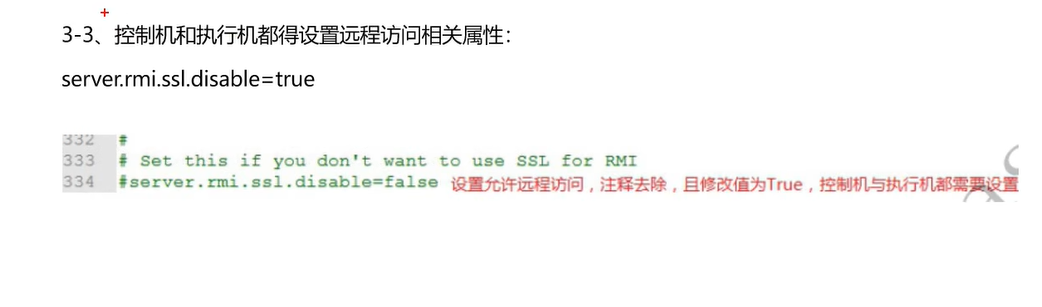 3-3、控制机和执行机都得设置远程访问相关属性：
server.rmi.ssl.disable=true
332 #
333 # Set this if you don't want to use SSL for RMI
334 #server.rmi.ssl.disable=false 设置允许远程访问，注释去除，且修改值为True，控制机与执行机都需要设置